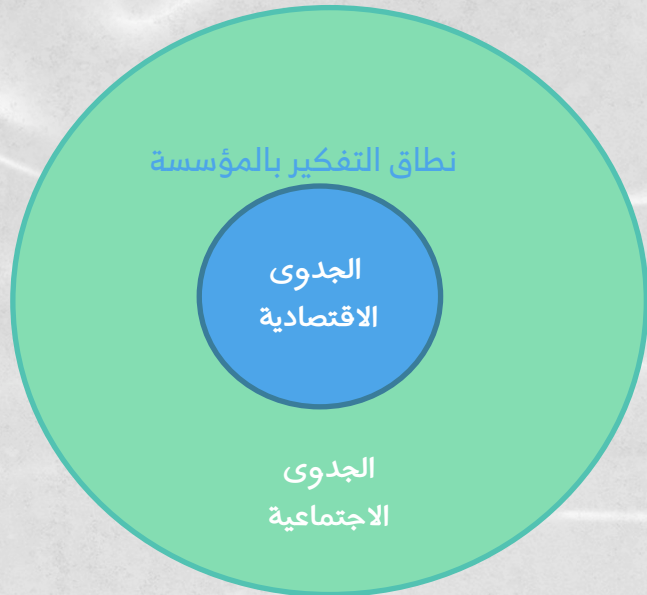 نطاق التفكير بالمؤسسة
الجدوى
الاقتصادية
الجدوى
الاجتماعية